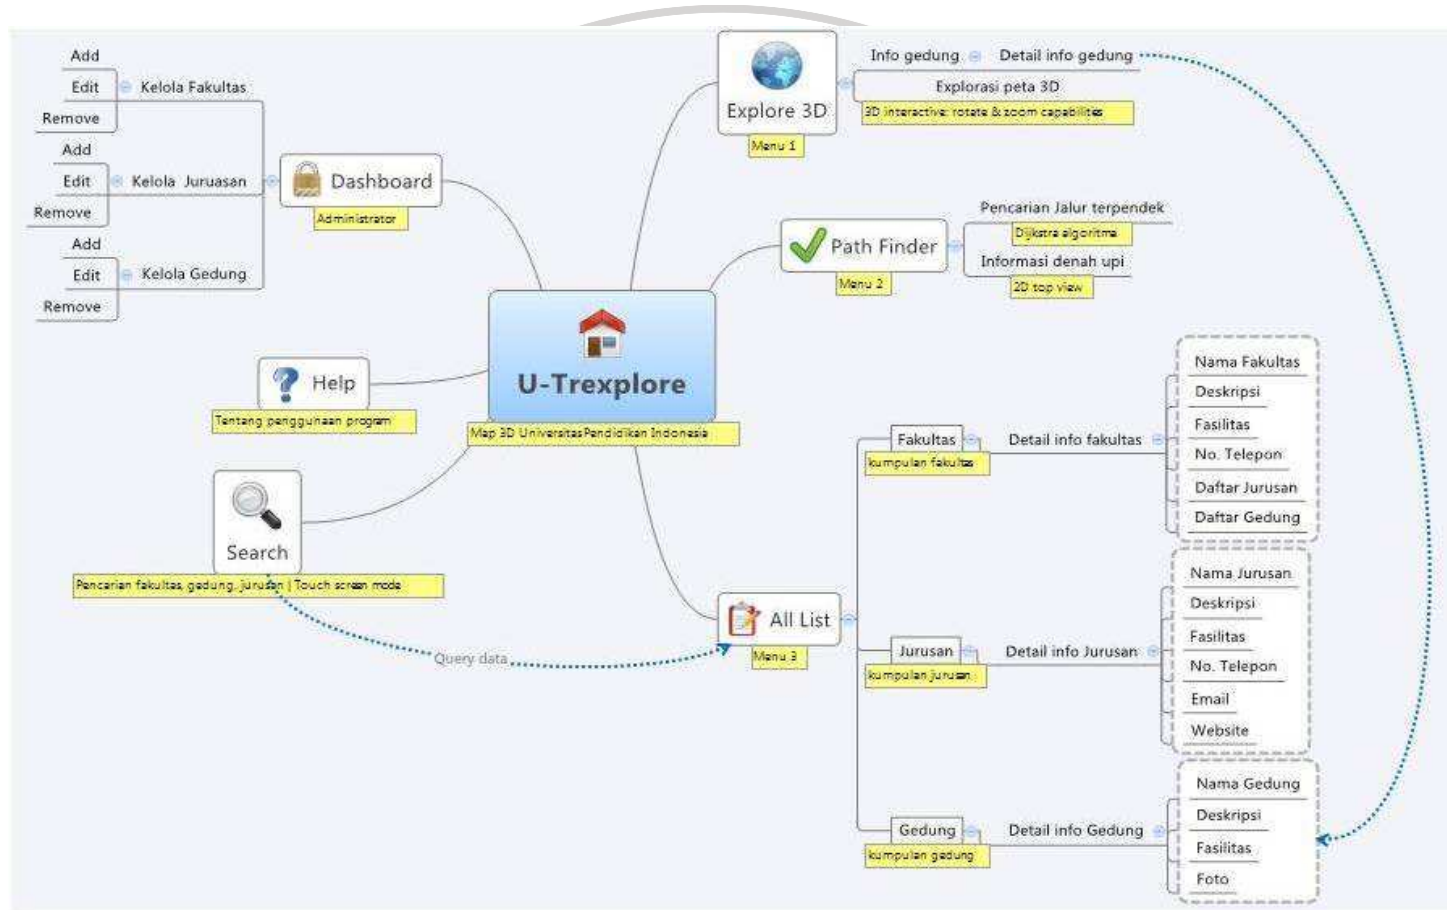 Add
Edit
Remove
Kelola Fakultas
Add
Edit
Remove
Kelola Juruasan
Add
Edit
Remove
Kelola Gedung
Dashboard
Administrator
Help
Tentang penggunaan program
Search
Pencarian fakultas, gedung, jurusan | Touch screen mode
Query data
U-Trexplore
Map 3D Universitas Pendidikan Indonesia
Explore 3D
Menu 1
Info gedung
Detail info gedung
Explorasi peta 3D
3D interactive: rotate & zoom capabilities
Path Finder
Menu 2
Pencarian Jalur terpendek
Dijkstra algoritma
Informasi denah upi
2D top view
All List
Menu 3
Fakultas
kumpulan fakultas
Detail info fakultas
Nama Fakultas
Deskripsi
Fasilitas
No. Telepon
Daftar Jurusan
Daftar Gedung
Jurusan
kumpulan jurusan
Detail info Jurusan
Nama Jurusan
Deskripsi
Fasilitas
No. Telepon
Email
Website
Gedung
kumpulan gedung
Detail info Gedung
Nama Gedung
Deskripsi
Fasilitas
Foto